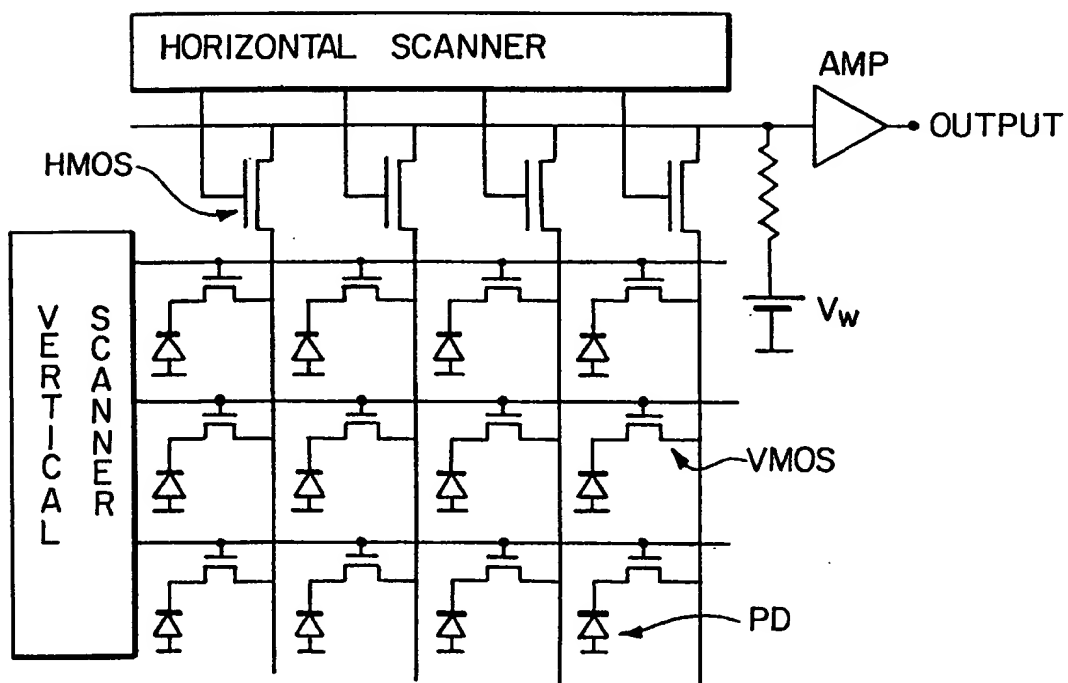 HORIZONTAL SCANNER
AMP
OUTPUT
HMOS
VERTICAL
SCANNER
Vw
VMOS
PD